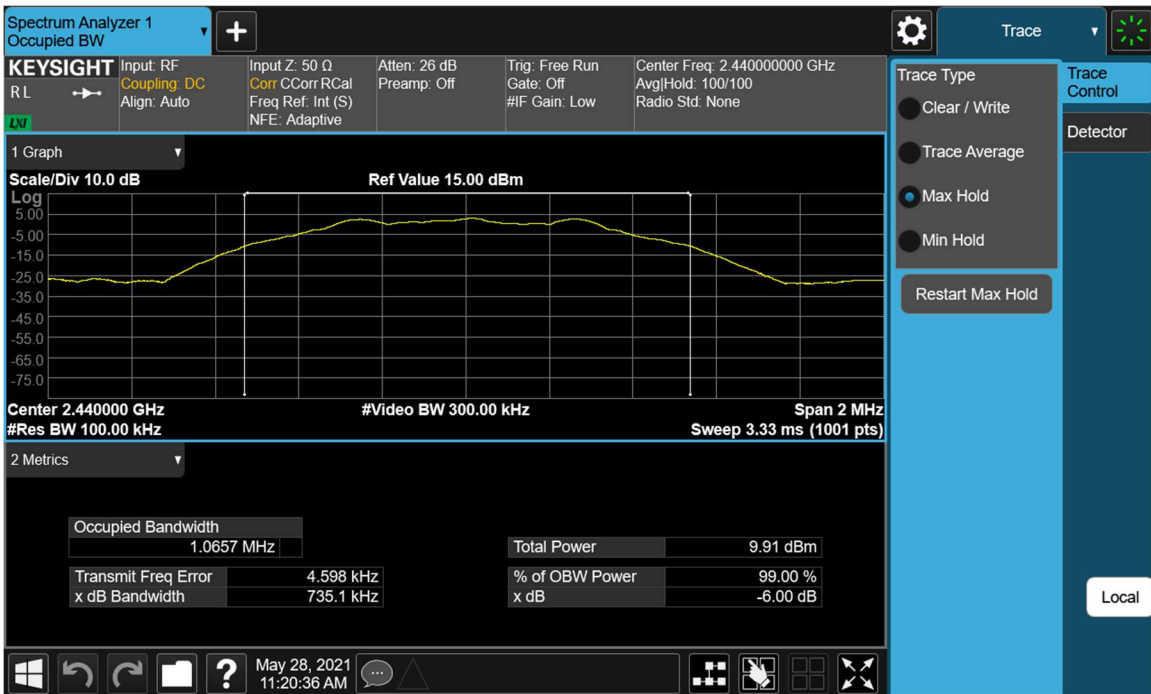 Spectrum Analyzer 1
Occupied BW
+
Trace
KEYSIGHT
RL
LXI
Input: RF
Coupling: DC
Align: Auto
Input Z: 50 Ω
Corr CCorr RCal
Freq Ref: Int (S)
NFE: Adaptive
Atten: 26 dB
Preamp: Off
Trig: Free Run
Gate: Off
#IF Gain: Low
Center Freq: 2.440000000 GHz
Avg|Hold: 100/100
Radio Std: None
Trace Type
Clear / Write
Trace Average
Max Hold
Min Hold
Restart Max Hold
Trace
Control
Detector
1 Graph
Scale/Div 10.0 dB
Ref Value 15.00 dBm
Log
5.00
-5.00
-15.0
-25.0
-35.0
-45.0
-55.0
-65.0
-75.0
Center 2.440000 GHz
#Video BW 300.00 kHz
Span 2 MHz
#Res BW 100.00 kHz
Sweep 3.33 ms (1001 pts)
2 Metrics
Occupied Bandwidth
1.0657 MHz
Total Power 9.91 dBm
Transmit Freq Error 4.598 kHz
% of OBW Power 99.00 %
x dB Bandwidth 735.1 kHz
x dB -6.00 dB
Local
?
May 28, 2021
11:20:36 AM